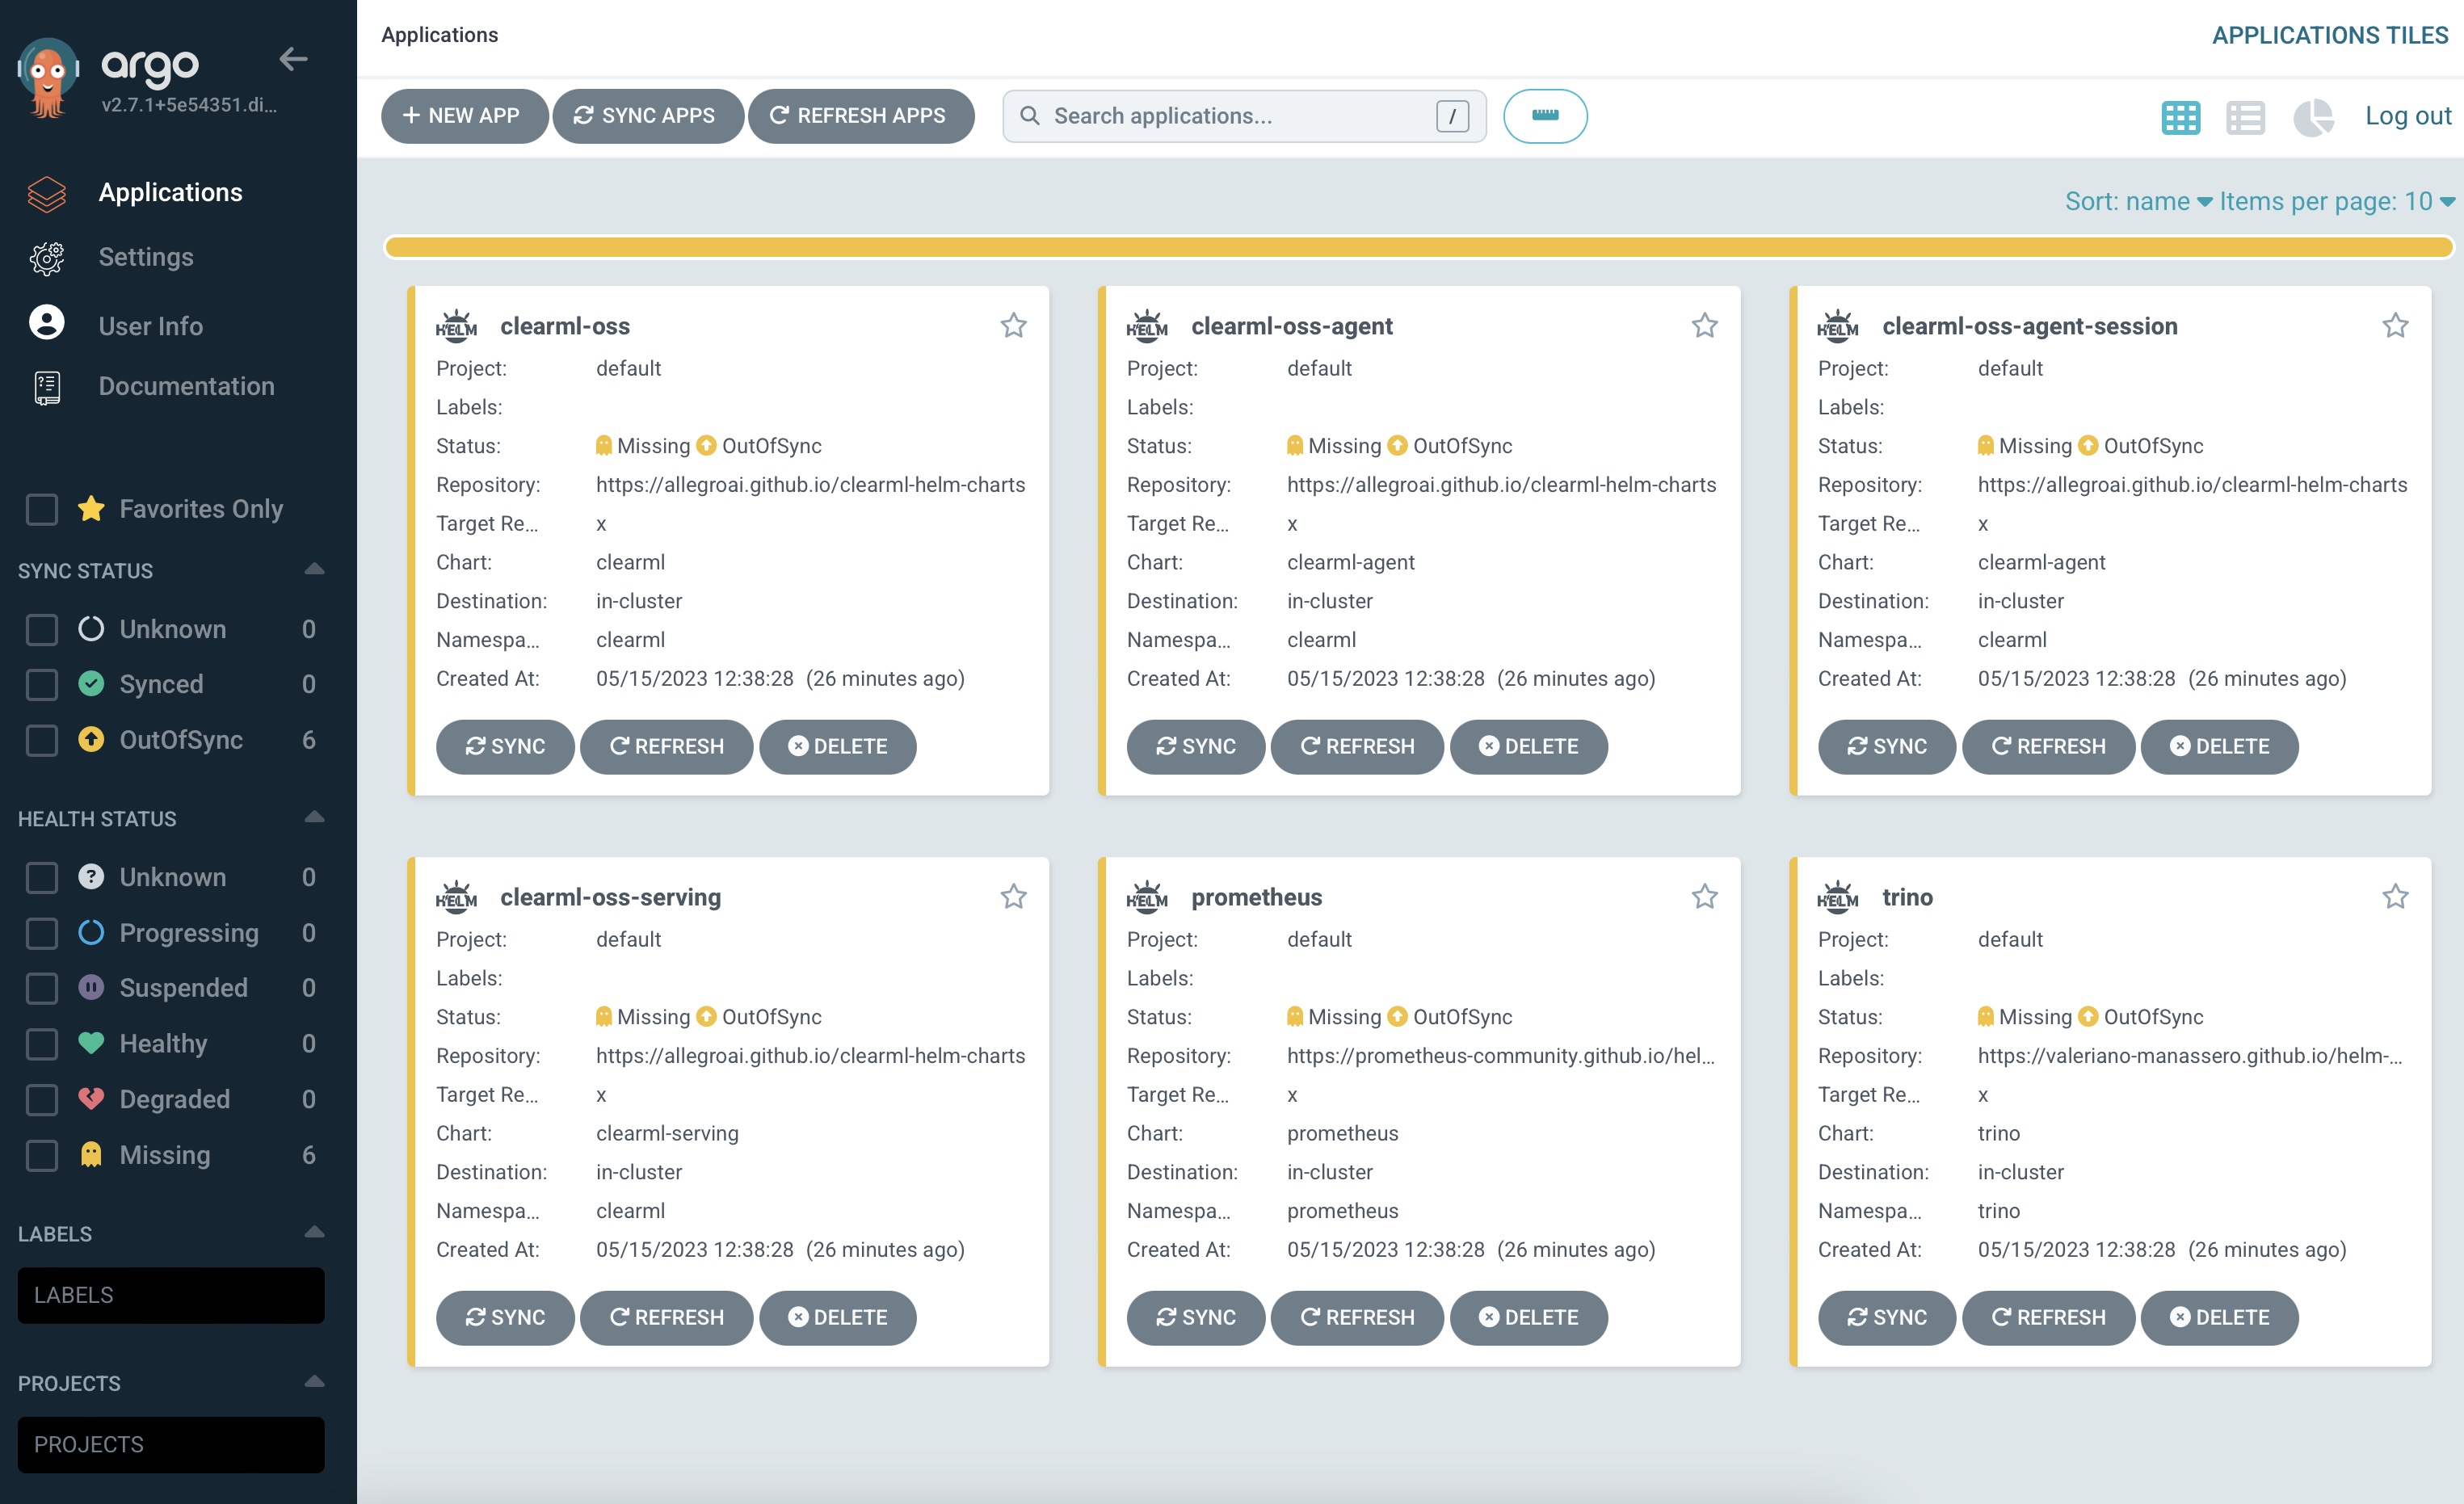 argo
v2.7.1+5e54351.di...
Applications
Settings
User Info
Documentation
Favorites Only
SYNC STATUS
Unknown 0
Synced 0
OutOfSync 6
HEALTH STATUS
Unknown 0
Progressing 0
Suspended 0
Healthy 0
Degraded 0
Missing 6
LABELS
LABELS
PROJECTS
PROJECTS
Applications
APPLICATIONS TILES
+ NEW APP
SYNC APPS
REFRESH APPS
Search applications...
/
Log out
Sort: name
Items per page: 10
HELM clearml-oss
Project: default
Labels:
Status: Missing OutOfSync
Repository: https://allegroai.github.io/clearml-helm-charts
Target Re... x
Chart: clearml
Destination: in-cluster
Namespa... clearml
Created At: 05/15/2023 12:38:28 (26 minutes ago)
SYNC REFRESH DELETE
HELM clearml-oss-agent
Project: default
Labels:
Status: Missing OutOfSync
Repository: https://allegroai.github.io/clearml-helm-charts
Target Re... x
Chart: clearml-agent
Destination: in-cluster
Namespa... clearml
Created At: 05/15/2023 12:38:28 (26 minutes ago)
SYNC REFRESH DELETE
HELM clearml-oss-agent-session
Project: default
Labels:
Status: Missing OutOfSync
Repository: https://allegroai.github.io/clearml-helm-charts
Target Re... x
Chart: clearml-agent
Destination: in-cluster
Namespa... clearml
Created At: 05/15/2023 12:38:28 (26 minutes ago)
SYNC REFRESH DELETE
HELM clearml-oss-serving
Project: default
Labels:
Status: Missing OutOfSync
Repository: https://allegroai.github.io/clearml-helm-charts
Target Re... x
Chart: clearml-serving
Destination: in-cluster
Namespa... clearml
Created At: 05/15/2023 12:38:28 (26 minutes ago)
SYNC REFRESH DELETE
HELM prometheus
Project: default
Labels:
Status: Missing OutOfSync
Repository: https://prometheus-community.github.io/hel...
Target Re... x
Chart: prometheus
Destination: in-cluster
Namespa... prometheus
Created At: 05/15/2023 12:38:28 (26 minutes ago)
SYNC REFRESH DELETE
HELM trino
Project: default
Labels:
Status: Missing OutOfSync
Repository: https://valeriano-manassero.github.io/helm-...
Target Re... x
Chart: trino
Destination: in-cluster
Namespa... trino
Created At: 05/15/2023 12:38:28 (26 minutes ago)
SYNC REFRESH DELETE